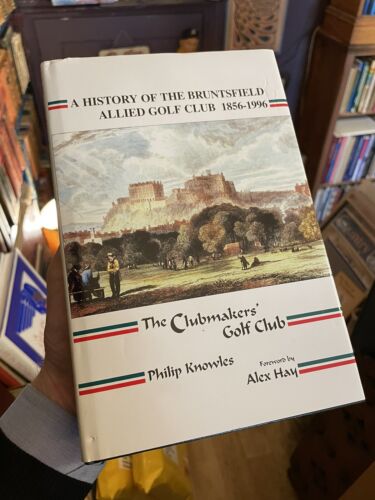 A HISTORY OF THE BRUNTSFIELD
ALLIED GOLF CLUB 1856-1996
The Clubmakers'
Golf Club
Philip Knowles
Foreword by
Alex Hay